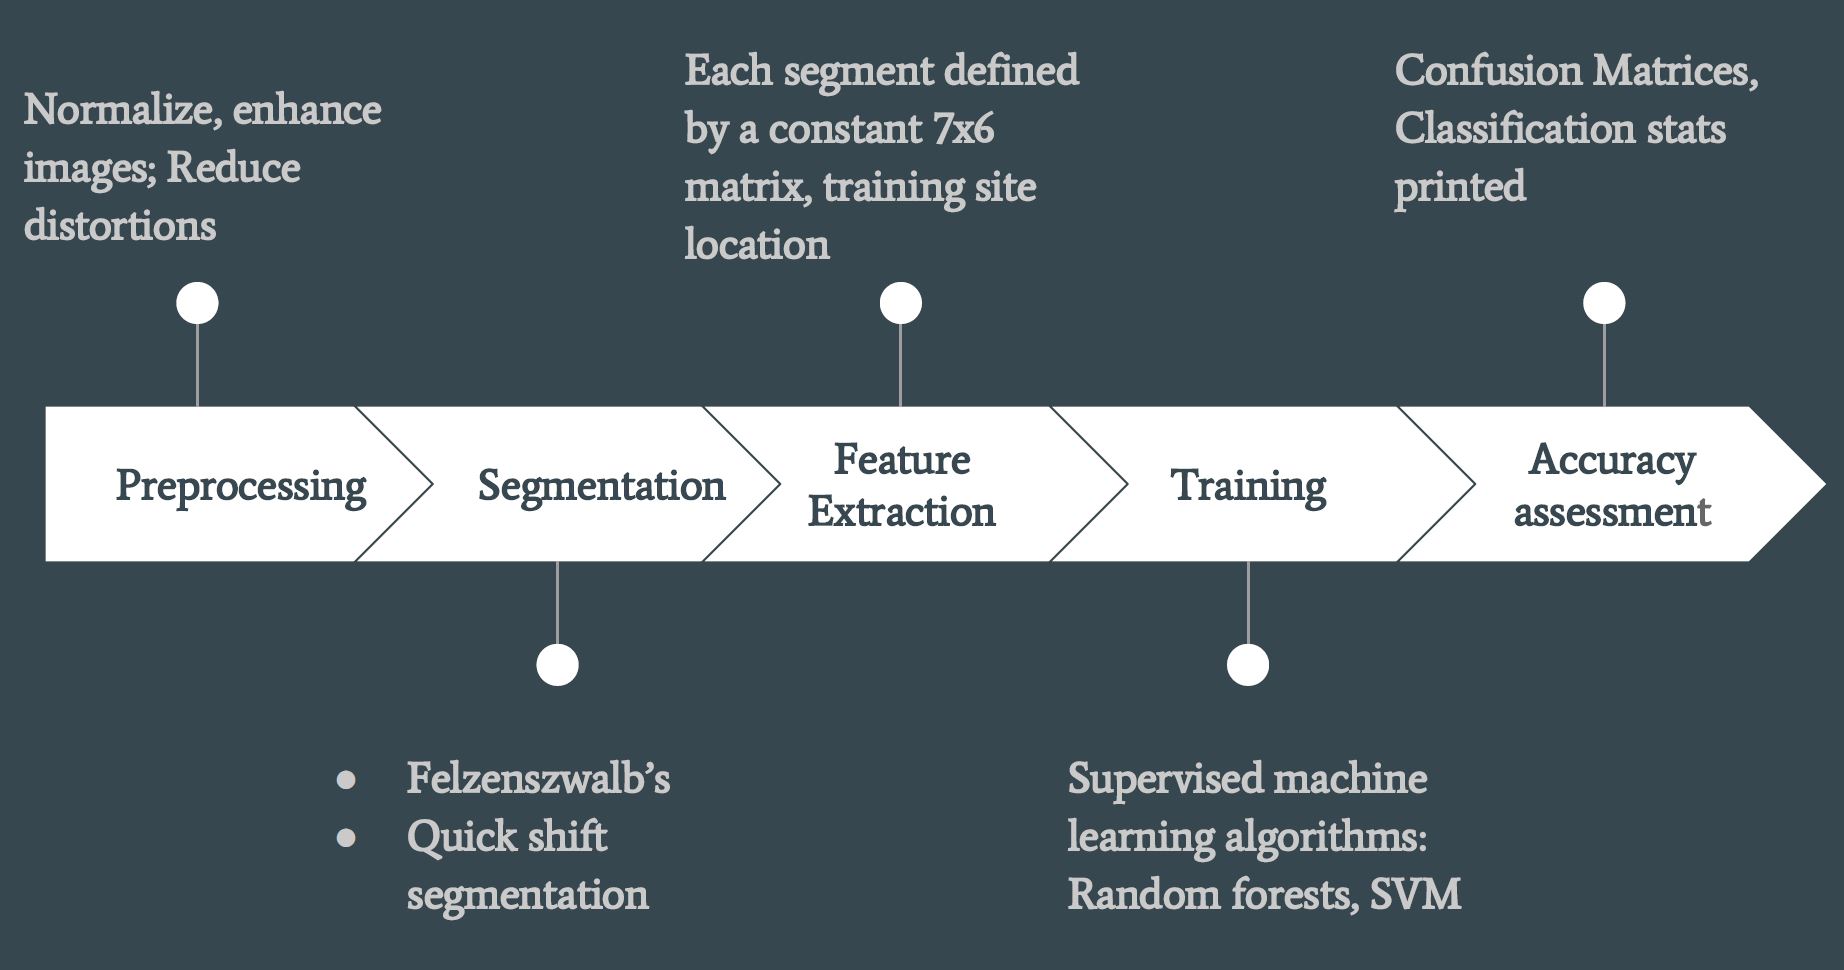 Normalize, enhance
images; Reduce
distortions
Each segment defined
by a constant 7x6
matrix, training site
location
Confusion Matrices,
Classification stats
printed
Preprocessing
Segmentation
Feature
Extraction
Training
Accuracy
assessment
● Felzenszwalb’s
● Quick shift
segmentation
Supervised machine
learning algorithms:
Random forests, SVM